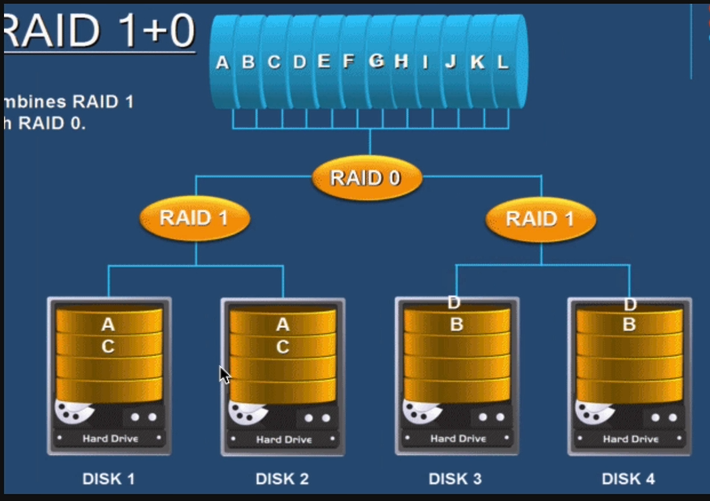 RAID 1+0
mbines RAID 1
h RAID 0.
A B C D E F G H I J K L
RAID 0
RAID 1 RAID 1
D D
A A B B
C C
Hard Drive Hard Drive Hard Drive Hard Drive
DISK 1 DISK 2 DISK 3 DISK 4